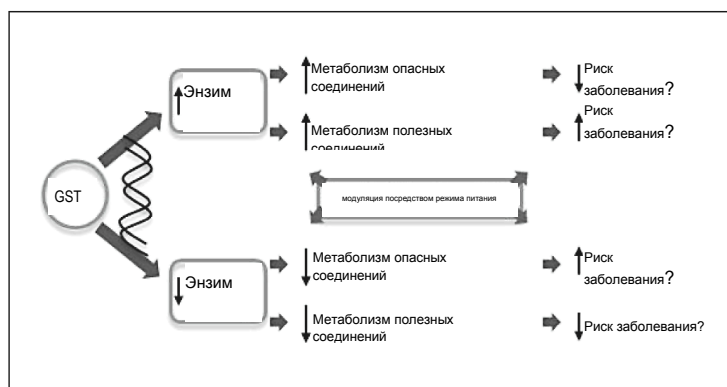 Метаболизм опасных
соединений
Риск
заболевания?
Энзим
Метаболизм полезных
соединений
Риск
заболевания?
GST
модуляция посредством режима питания
Энзим
Метаболизм опасных
соединений
Риск
заболевания?
Метаболизм полезных
соединений
Риск заболевания?